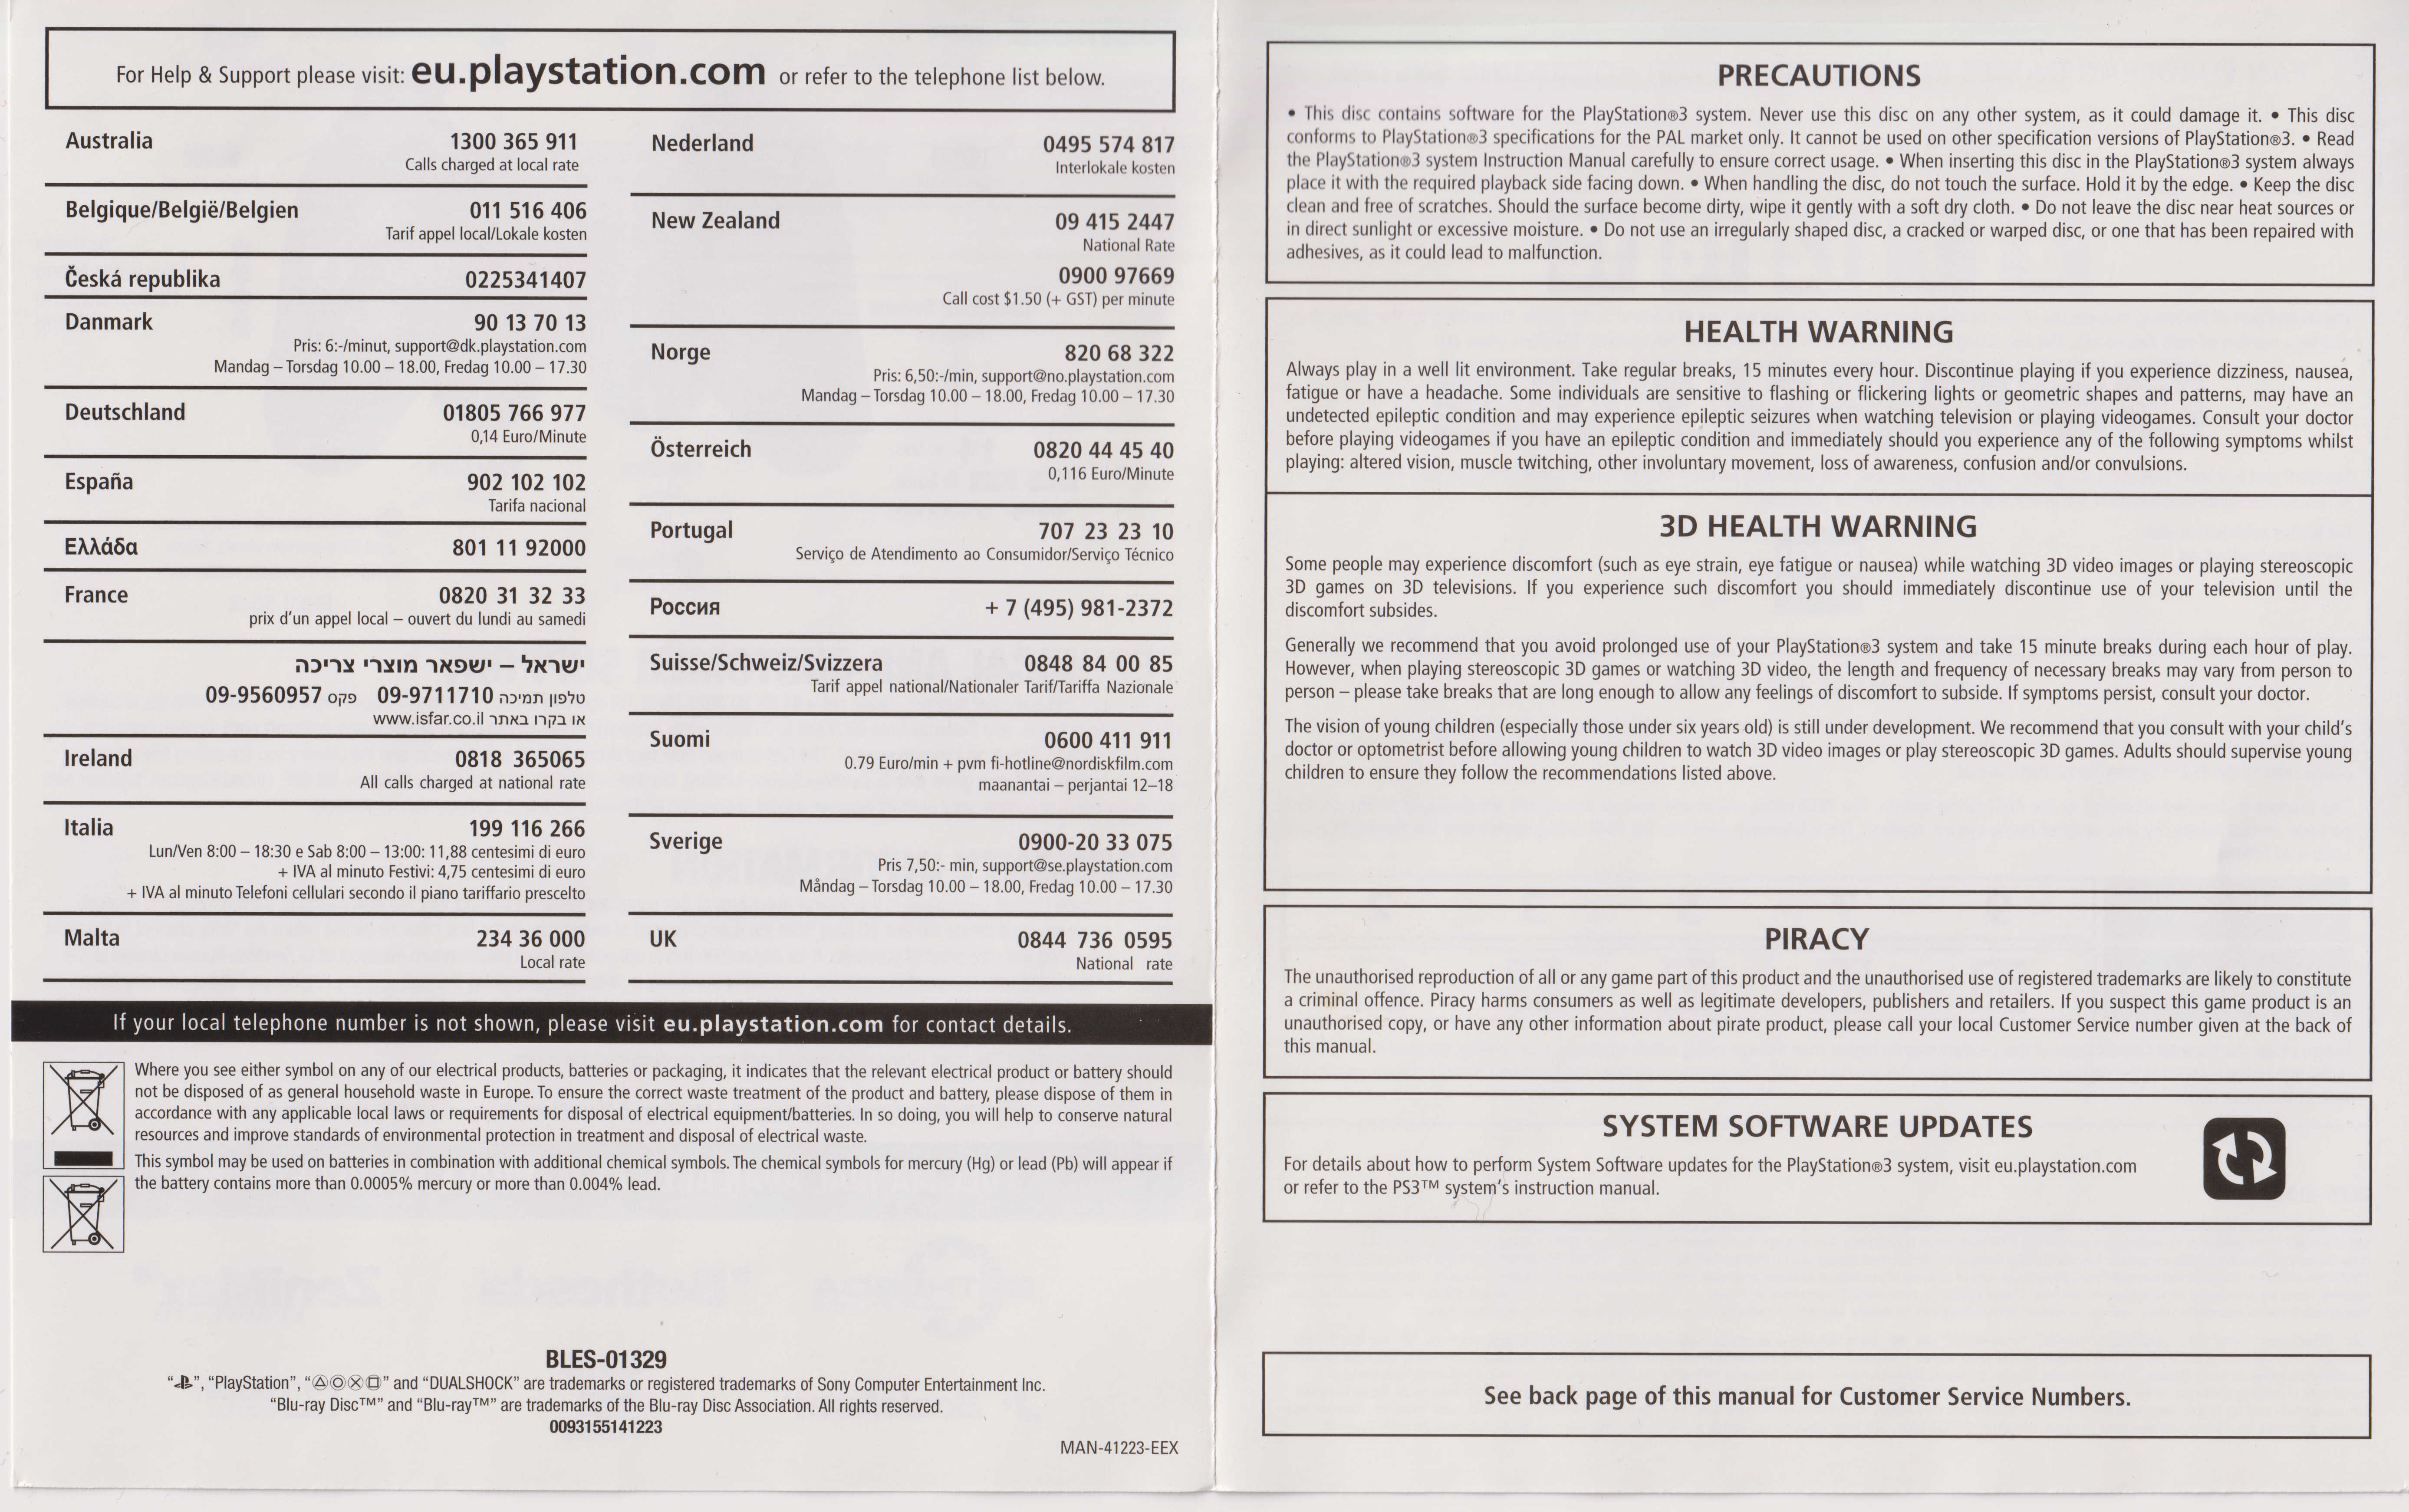 For Help & Support please visit: eu.playstation.com or refer to the telephone list below.
Australia 1300 365 911
Calls charged at local rate
Belgique/België/Belgien 011 516 406
Tarif appel local/Lokale kosten
Česká republika 0225341407
Danmark 90 13 70 13
Pris: 6:-/minut, support@dk.playstation.com
Mandag – Torsdag 10.00 – 18.00, Fredag 10.00 – 17.30
Deutschland 01805 766 977
0,14 Euro/Minute
España 902 102 102
Tarifa nacional
Ελλάδα 801 11 92000
France 0820 31 32 33
prix d'un appel local – ouvert du lundi au samedi
ישראל – ישפאר מוצרי צריכה
טלפון תמיכה 09-9711710 פקס 09-9560957
או בקרו באתר www.isfar.co.il
Ireland 0818 365065
All calls charged at national rate
Italia 199 116 266
Lun/Ven 8:00 – 18:30 e Sab 8:00 – 13:00: 11,88 centesimi di euro
+ IVA al minuto Festivi: 4,75 centesimi di euro
+ IVA al minuto Telefoni cellulari secondo il piano tariffario prescelto
Malta 234 36 000
Local rate
Nederland 0495 574 817
Interlokale kosten
New Zealand 09 415 2447
National Rate
0900 97669
Call cost $1.50 (+ GST) per minute
Norge 820 68 322
Pris: 6,50:-/min, support@no.playstation.com
Mandag – Torsdag 10.00 – 18.00, Fredag 10.00 – 17.30
Österreich 0820 44 45 40
0,116 Euro/Minute
Portugal 707 23 23 10
Serviço de Atendimento ao Consumidor/Serviço Técnico
Россия + 7 (495) 981-2372
Suisse/Schweiz/Svizzera 0848 84 00 85
Tarif appel national/Nationaler Tarif/Tariffa Nazionale
Suomi 0600 411 911
0.79 Euro/min + pvm fi-hotline@nordiskfilm.com
maanantai – perjantai 12–18
Sverige 0900-20 33 075
Pris 7,50:- min, support@se.playstation.com
Måndag – Torsdag 10.00 – 18.00, Fredag 10.00 – 17.30
UK 0844 736 0595
National rate
If your local telephone number is not shown, please visit eu.playstation.com for contact details.
Where you see either symbol on any of our electrical products, batteries or packaging, it indicates that the relevant electrical product or battery should
not be disposed of as general household waste in Europe. To ensure the correct waste treatment of the product and battery, please dispose of them in
accordance with any applicable local laws or requirements for disposal of electrical equipment/batteries. In so doing, you will help to conserve natural
resources and improve standards of environmental protection in treatment and disposal of electrical waste.
This symbol may be used on batteries in combination with additional chemical symbols. The chemical symbols for mercury (Hg) or lead (Pb) will appear if
the battery contains more than 0.0005% mercury or more than 0.004% lead.
BLES-01329
“PS”, “PlayStation”, “△○✕□” and “DUALSHOCK” are trademarks or registered trademarks of Sony Computer Entertainment Inc.
“Blu-ray Disc™” and “Blu-ray™” are trademarks of the Blu-ray Disc Association. All rights reserved.
0093155141223
MAN-41223-EEX
PRECAUTIONS
• This disc contains software for the PlayStation®3 system. Never use this disc on any other system, as it could damage it. • This disc
conforms to PlayStation®3 specifications for the PAL market only. It cannot be used on other specification versions of PlayStation®3. • Read
the PlayStation®3 system Instruction Manual carefully to ensure correct usage. • When inserting this disc in the PlayStation®3 system always
place it with the required playback side facing down. • When handling the disc, do not touch the surface. Hold it by the edge. • Keep the disc
clean and free of scratches. Should the surface become dirty, wipe it gently with a soft dry cloth. • Do not leave the disc near heat sources or
in direct sunlight or excessive moisture. • Do not use an irregularly shaped disc, a cracked or warped disc, or one that has been repaired with
adhesives, as it could lead to malfunction.
HEALTH WARNING
Always play in a well lit environment. Take regular breaks, 15 minutes every hour. Discontinue playing if you experience dizziness, nausea,
fatigue or have a headache. Some individuals are sensitive to flashing or flickering lights or geometric shapes and patterns, may have an
undetected epileptic condition and may experience epileptic seizures when watching television or playing videogames. Consult your doctor
before playing videogames if you have an epileptic condition and immediately should you experience any of the following symptoms whilst
playing: altered vision, muscle twitching, other involuntary movement, loss of awareness, confusion and/or convulsions.
3D HEALTH WARNING
Some people may experience discomfort (such as eye strain, eye fatigue or nausea) while watching 3D video images or playing stereoscopic
3D games on 3D televisions. If you experience such discomfort you should immediately discontinue use of your television until the
discomfort subsides.
Generally we recommend that you avoid prolonged use of your PlayStation®3 system and take 15 minute breaks during each hour of play.
However, when playing stereoscopic 3D games or watching 3D video, the length and frequency of necessary breaks may vary from person to
person – please take breaks that are long enough to allow any feelings of discomfort to subside. If symptoms persist, consult your doctor.
The vision of young children (especially those under six years old) is still under development. We recommend that you consult with your child's
doctor or optometrist before allowing young children to watch 3D video images or play stereoscopic 3D games. Adults should supervise young
children to ensure they follow the recommendations listed above.
PIRACY
The unauthorised reproduction of all or any game part of this product and the unauthorised use of registered trademarks are likely to constitute
a criminal offence. Piracy harms consumers as well as legitimate developers, publishers and retailers. If you suspect this game product is an
unauthorised copy, or have any other information about pirate product, please call your local Customer Service number given at the back of
this manual.
SYSTEM SOFTWARE UPDATES
For details about how to perform System Software updates for the PlayStation®3 system, visit eu.playstation.com
or refer to the PS3™ system's instruction manual.
See back page of this manual for Customer Service Numbers.